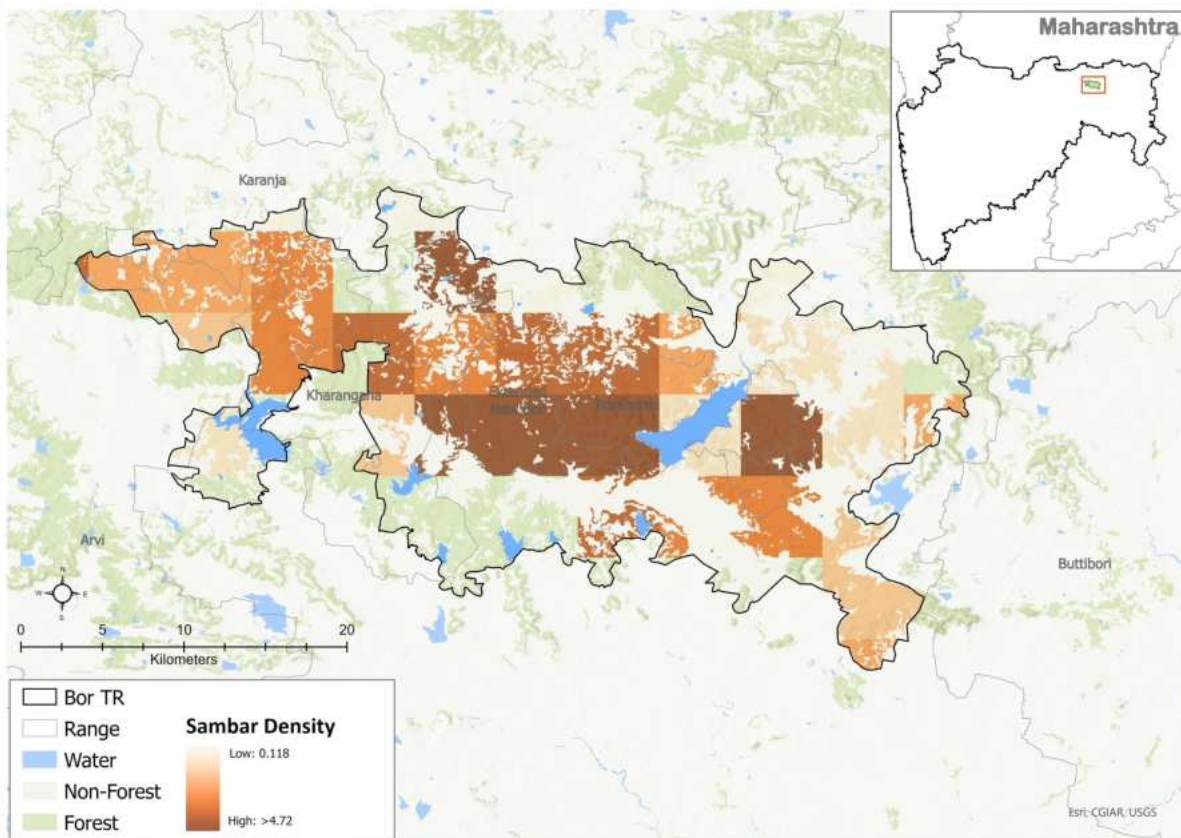 Maharashtra
Karanja
Kharangana
Arvi
Buttibori
N
W E
S
0 5 10 20
Kilometers
Bor TR
Range
Water
Non-Forest
Forest
Sambar Density
Low: 0.118
High: >4.72
Esri, CGIAR, USGS